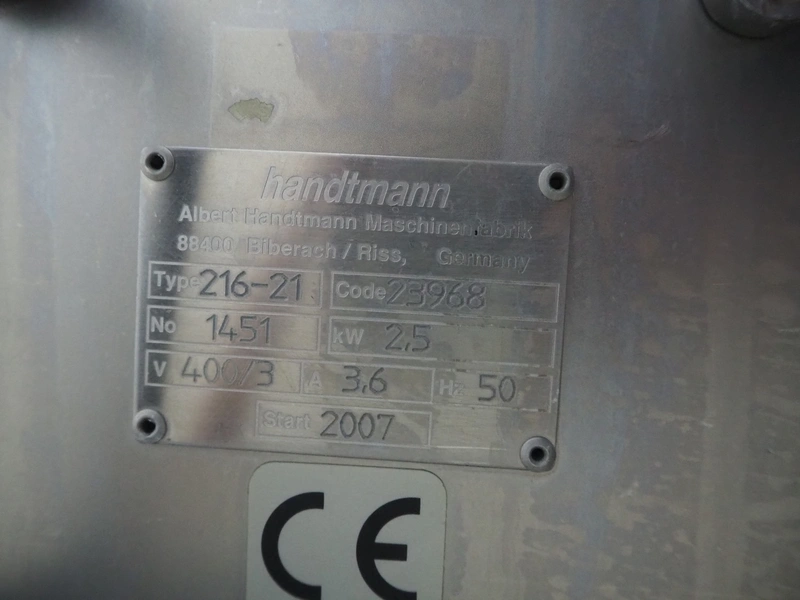 handtmann
Albert Handtmann Maschinenfabrik
88400 Biberach / Riss, Germany
Type 216-21 Code 23968
No 1451 kW 2,5
V 400/3 A 3,6 Hz 50
Start 2007
CE